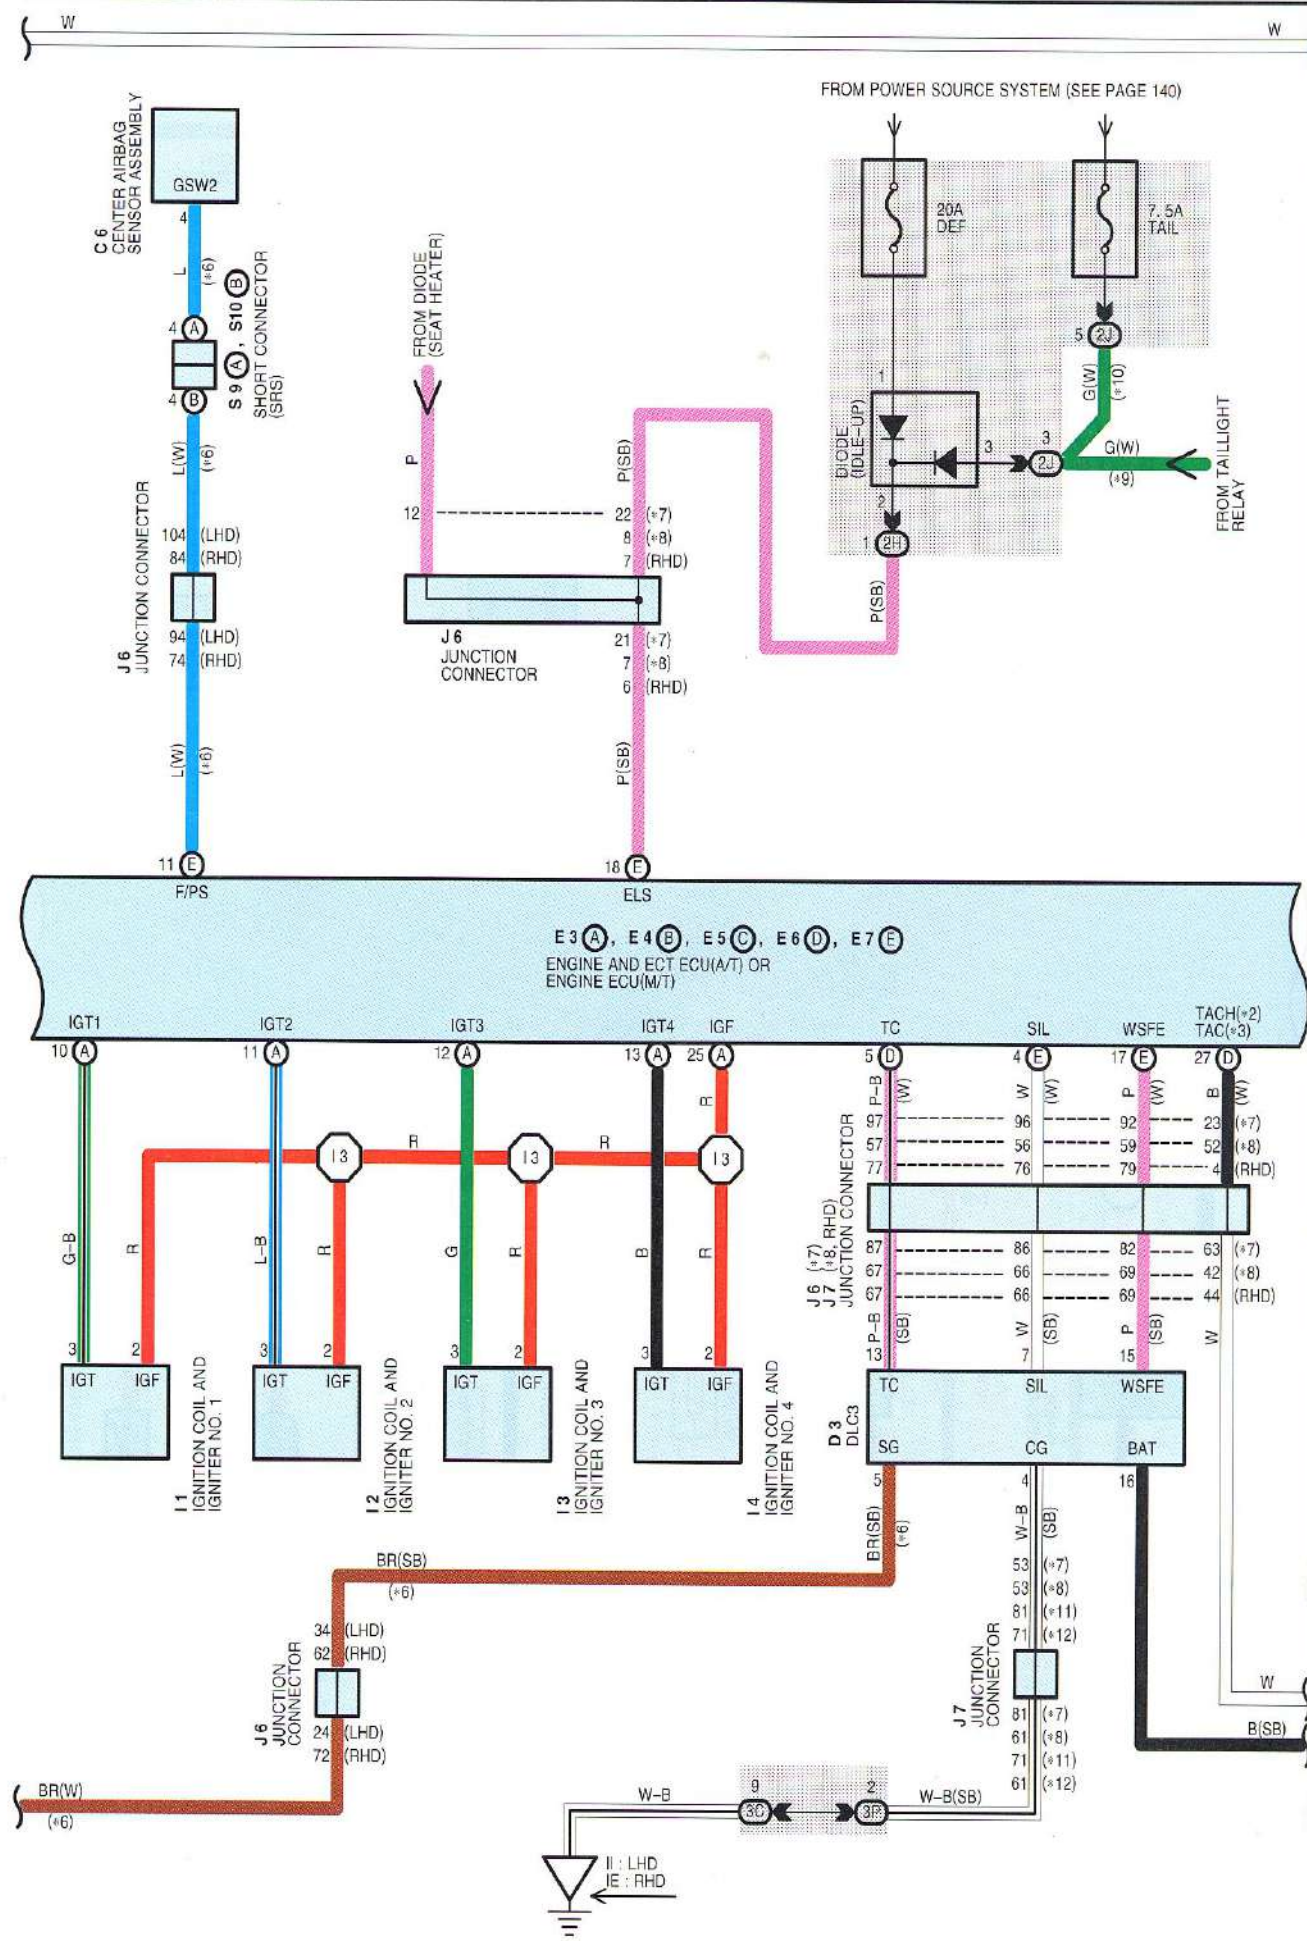 W
W
FROM POWER SOURCE SYSTEM (SEE PAGE 140)
C 6
CENTER AIRBAG
SENSOR ASSEMBLY
GSW2
4
L
(*6)
4 A
S 9 A , S10 B
SHORT CONNECTOR
(SRS)
4 B
L(W)
(*6)
104 (LHD)
84 (RHD)
J 6
JUNCTION CONNECTOR
94 (LHD)
74 (RHD)
L(W)
(*6)
11 E
F/PS
FROM DIODE
(SEAT HEATER)
P
12
P(SB)
22 (*7)
8 (*8)
7 (RHD)
J 6
JUNCTION
CONNECTOR
21 (*7)
7 (*8)
6 (RHD)
P(SB)
18 E
ELS
20A
DEF
7. 5A
TAIL
5 2J
G(W)
(*10)
1
DIODE
(IDLE-UP)
3
3
2J
G(W)
(*9)
FROM TAILLIGHT
RELAY
2
1 2H
P(SB)
E 3 A , E 4 B , E 5 C , E 6 D , E 7 E
ENGINE AND ECT ECU(A/T) OR
ENGINE ECU(M/T)
IGT1
IGT2
IGT3
IGT4
IGF
TC
SIL
WSFE
TACH(*2)
TAC(*3)
10 A
11 A
12 A
13 A
25 A
5 D
4 E
17 E
27 D
R
P-B
(W)
W
(W)
P
(W)
B
(W)
I 3
R
I 3
R
I 3
97 96 92 23 (*7)
57 56 59 52 (*8)
77 76 79 4 (RHD)
J 6 (*7)
J 7 (*8, RHD)
JUNCTION CONNECTOR
87 86 82 63 (*7)
67 66 69 42 (*8)
67 66 69 44 (RHD)
G-B
R
L-B
R
G
R
B
R
P-B
(SB)
W
(SB)
P
(SB)
W
3 2
3 2
3 2
3 2
13 7 15
IGT IGF
IGT IGF
IGT IGF
IGT IGF
TC SIL WSFE
I 1
IGNITION COIL AND
IGNITER NO. 1
I 2
IGNITION COIL AND
IGNITER NO. 2
I 3
IGNITION COIL AND
IGNITER NO. 3
I 4
IGNITION COIL AND
IGNITER NO. 4
D 3
DLC3
SG CG BAT
5 4 16
BR(SB)
(*6)
W-B
(SB)
53 (*7)
53 (*8)
81 (*11)
71 (*12)
BR(SB)
(*6)
34 (LHD)
62 (RHD)
J 6
JUNCTION
CONNECTOR
24 (LHD)
72 (RHD)
J 7
JUNCTION
CONNECTOR
81 (*7)
61 (*8)
71 (*11)
61 (*12)
W
B(SB)
BR(W)
(*6)
W-B
9
3C
2
3P
W-B(SB)
II : LHD
IE : RHD